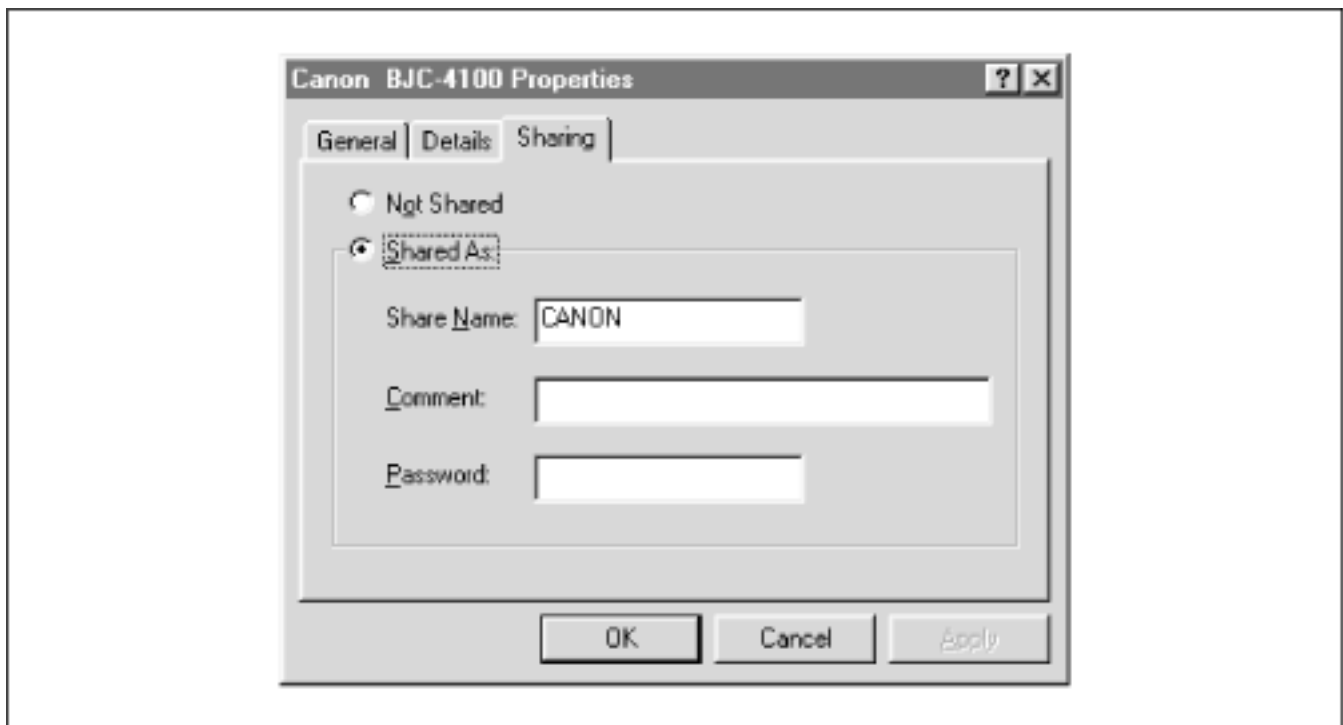 Canon BJC-4100 Properties
General Details Sharing
Not Shared
Shared As:
Share Name: CANON
Comment:
Password:
OK Cancel Apply